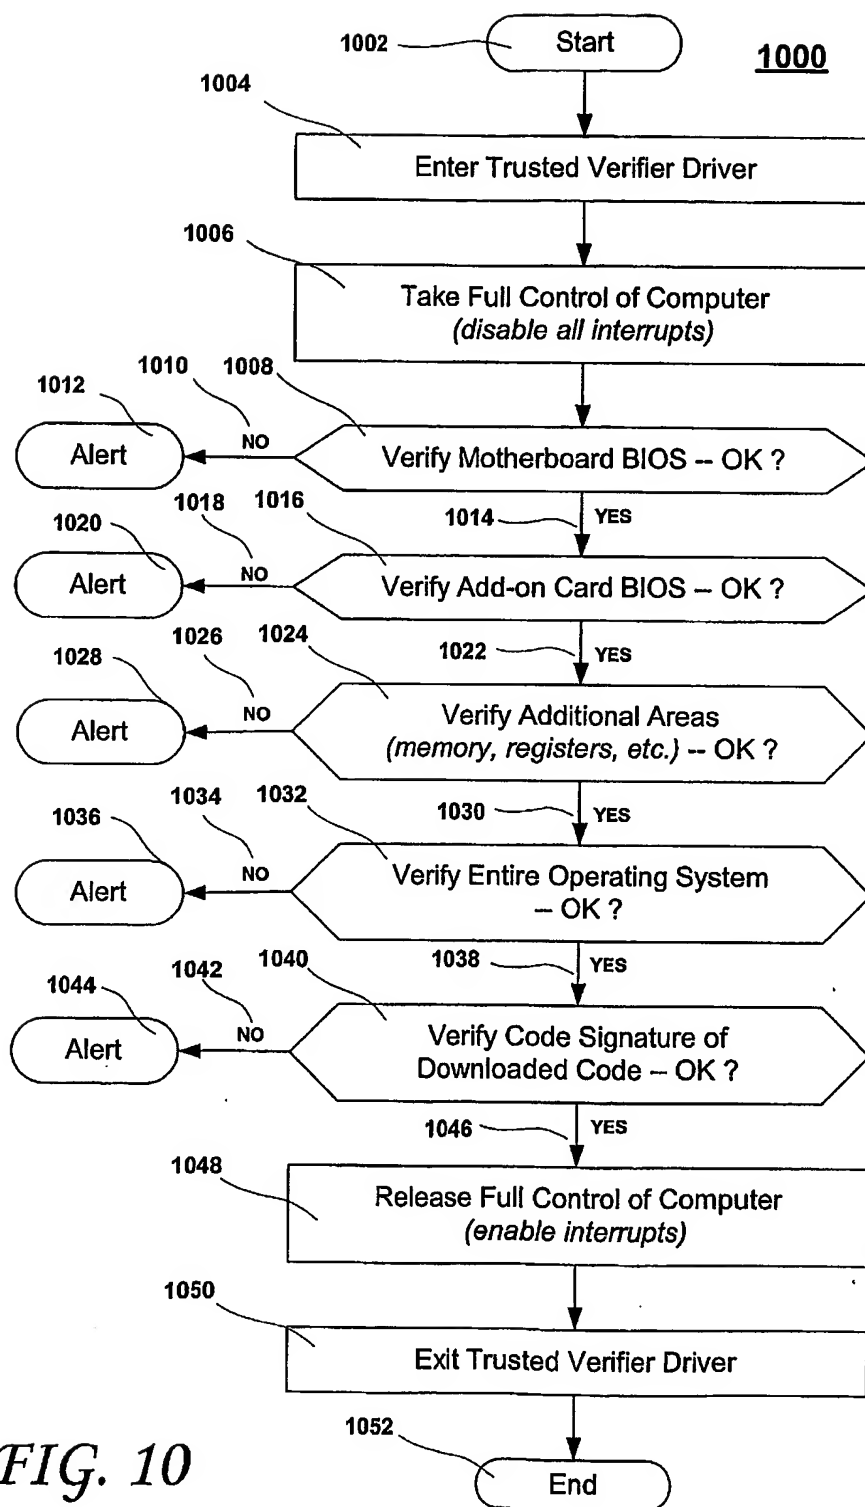 1002
Start
1000
1004
Enter Trusted Verifier Driver
1006
Take Full Control of Computer
(disable all interrupts)
1008
1010
1012
Alert
NO
Verify Motherboard BIOS -- OK ?
1014
YES
1016
1018
1020
Alert
NO
Verify Add-on Card BIOS -- OK ?
1022
YES
1024
1026
1028
Alert
NO
Verify Additional Areas
(memory, registers, etc.) -- OK ?
1030
YES
1032
1034
1036
Alert
NO
Verify Entire Operating System
-- OK ?
1038
YES
1040
1042
1044
Alert
NO
Verify Code Signature of
Downloaded Code -- OK ?
1046
YES
1048
Release Full Control of Computer
(enable interrupts)
1050
Exit Trusted Verifier Driver
1052
End
FIG. 10